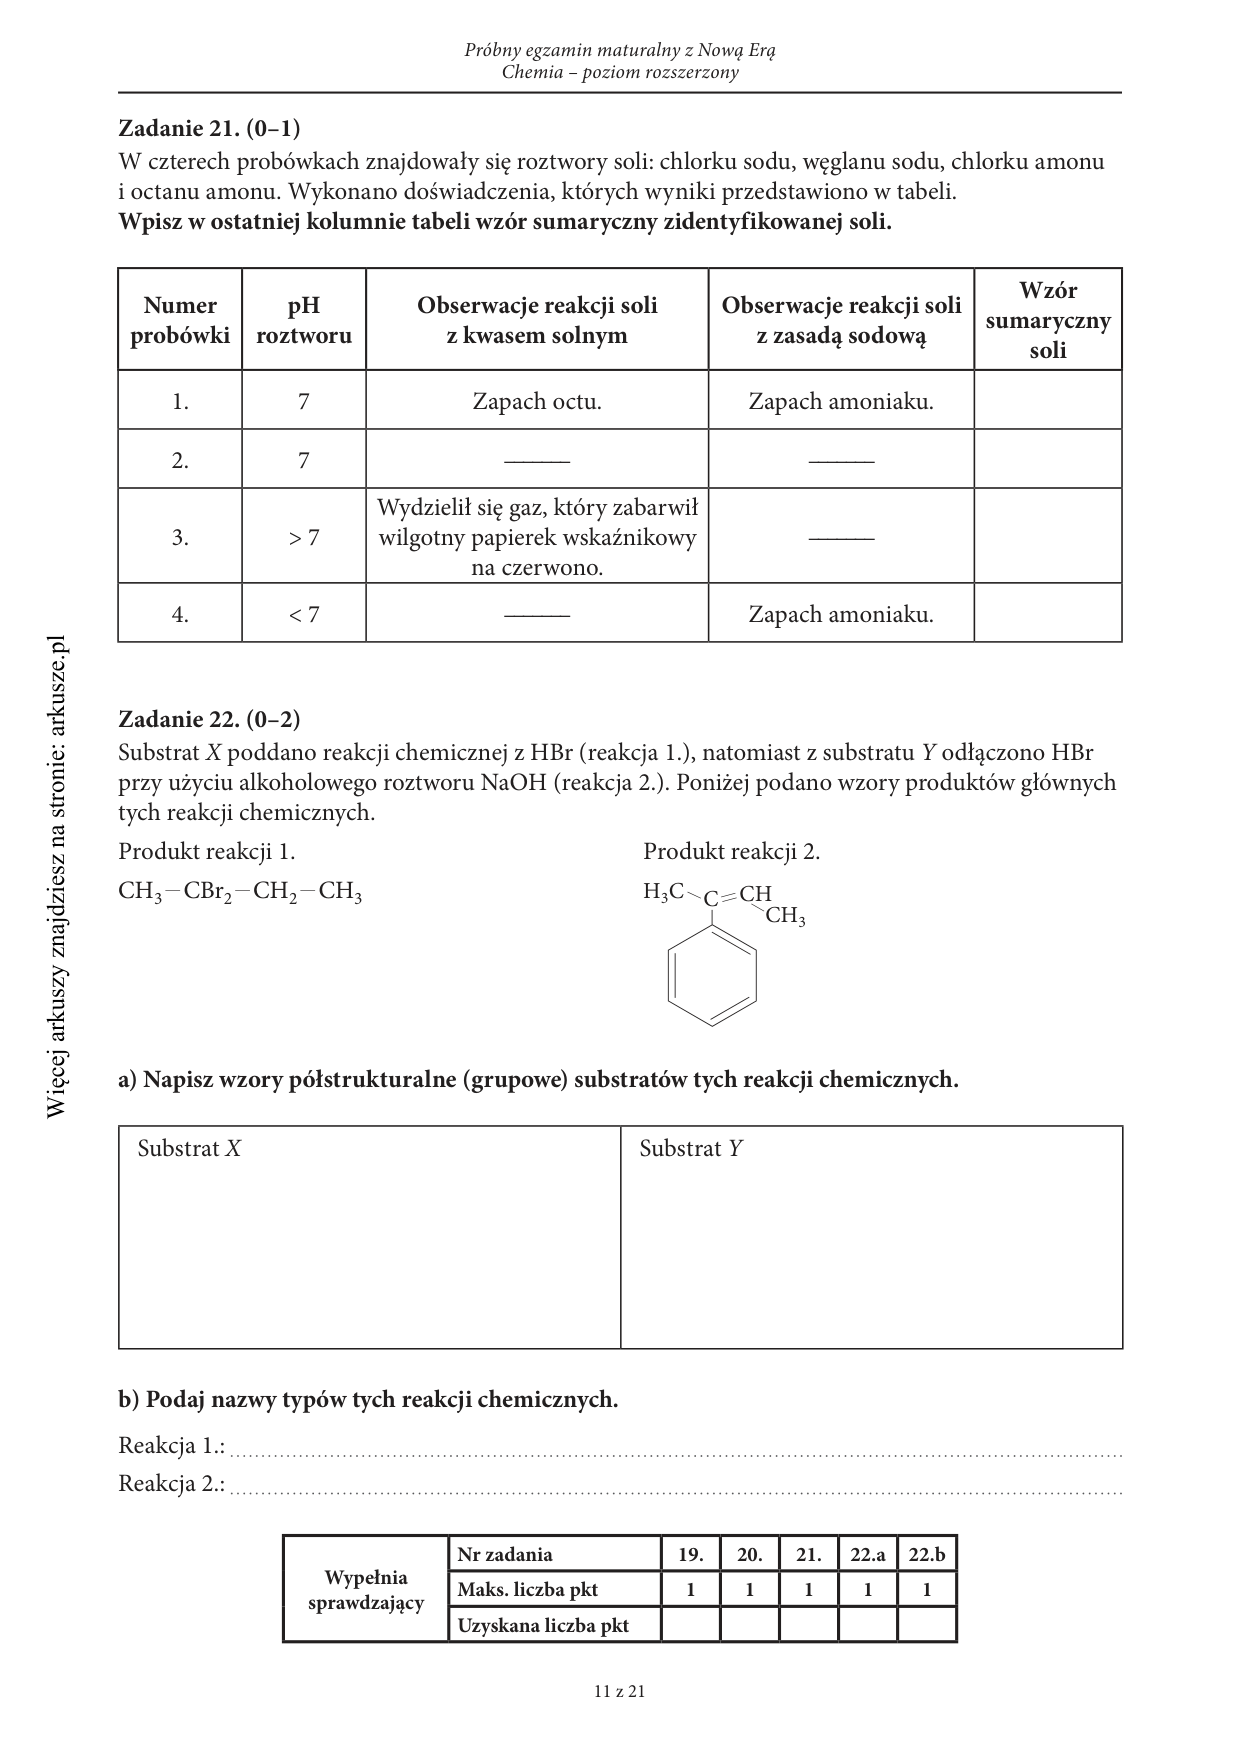 Próbny egzamin maturalny z Nową Erą
Chemia – poziom rozszerzony
Zadanie 21. (0–1)
W czterech probówkach znajdowały się roztwory soli: chlorku sodu, węglanu sodu, chlorku amonu
i octanu amonu. Wykonano doświadczenia, których wyniki przedstawiono w tabeli.
Wpisz w ostatniej kolumnie tabeli wzór sumaryczny zidentyfikowanej soli.
Numer probówki | pH roztworu | Obserwacje reakcji soli z kwasem solnym | Obserwacje reakcji soli z zasadą sodową | Wzór sumaryczny soli
1. | 7 | Zapach octu. | Zapach amoniaku. |
2. | 7 | ——— | ——— |
3. | > 7 | Wydzielił się gaz, który zabarwił wilgotny papierek wskaźnikowy na czerwono. | ——— |
4. | < 7 | ——— | Zapach amoniaku. |
Zadanie 22. (0–2)
Substrat X poddano reakcji chemicznej z HBr (reakcja 1.), natomiast z substratu Y odłączono HBr
przy użyciu alkoholowego roztworu NaOH (reakcja 2.). Poniżej podano wzory produktów głównych
tych reakcji chemicznych.
Produkt reakcji 1. Produkt reakcji 2.
CH₃—CBr₂—CH₂—CH₃
H₃C C=CH
CH₃
a) Napisz wzory półstrukturalne (grupowe) substratów tych reakcji chemicznych.
Substrat X Substrat Y
b) Podaj nazwy typów tych reakcji chemicznych.
Reakcja 1.:
Reakcja 2.:
Wypełnia sprawdzający
Nr zadania | 19. | 20. | 21. | 22.a | 22.b
Maks. liczba pkt | 1 | 1 | 1 | 1 | 1
Uzyskana liczba pkt
11 z 21
Więcej arkuszy znajdziesz na stronie: arkusze.pl